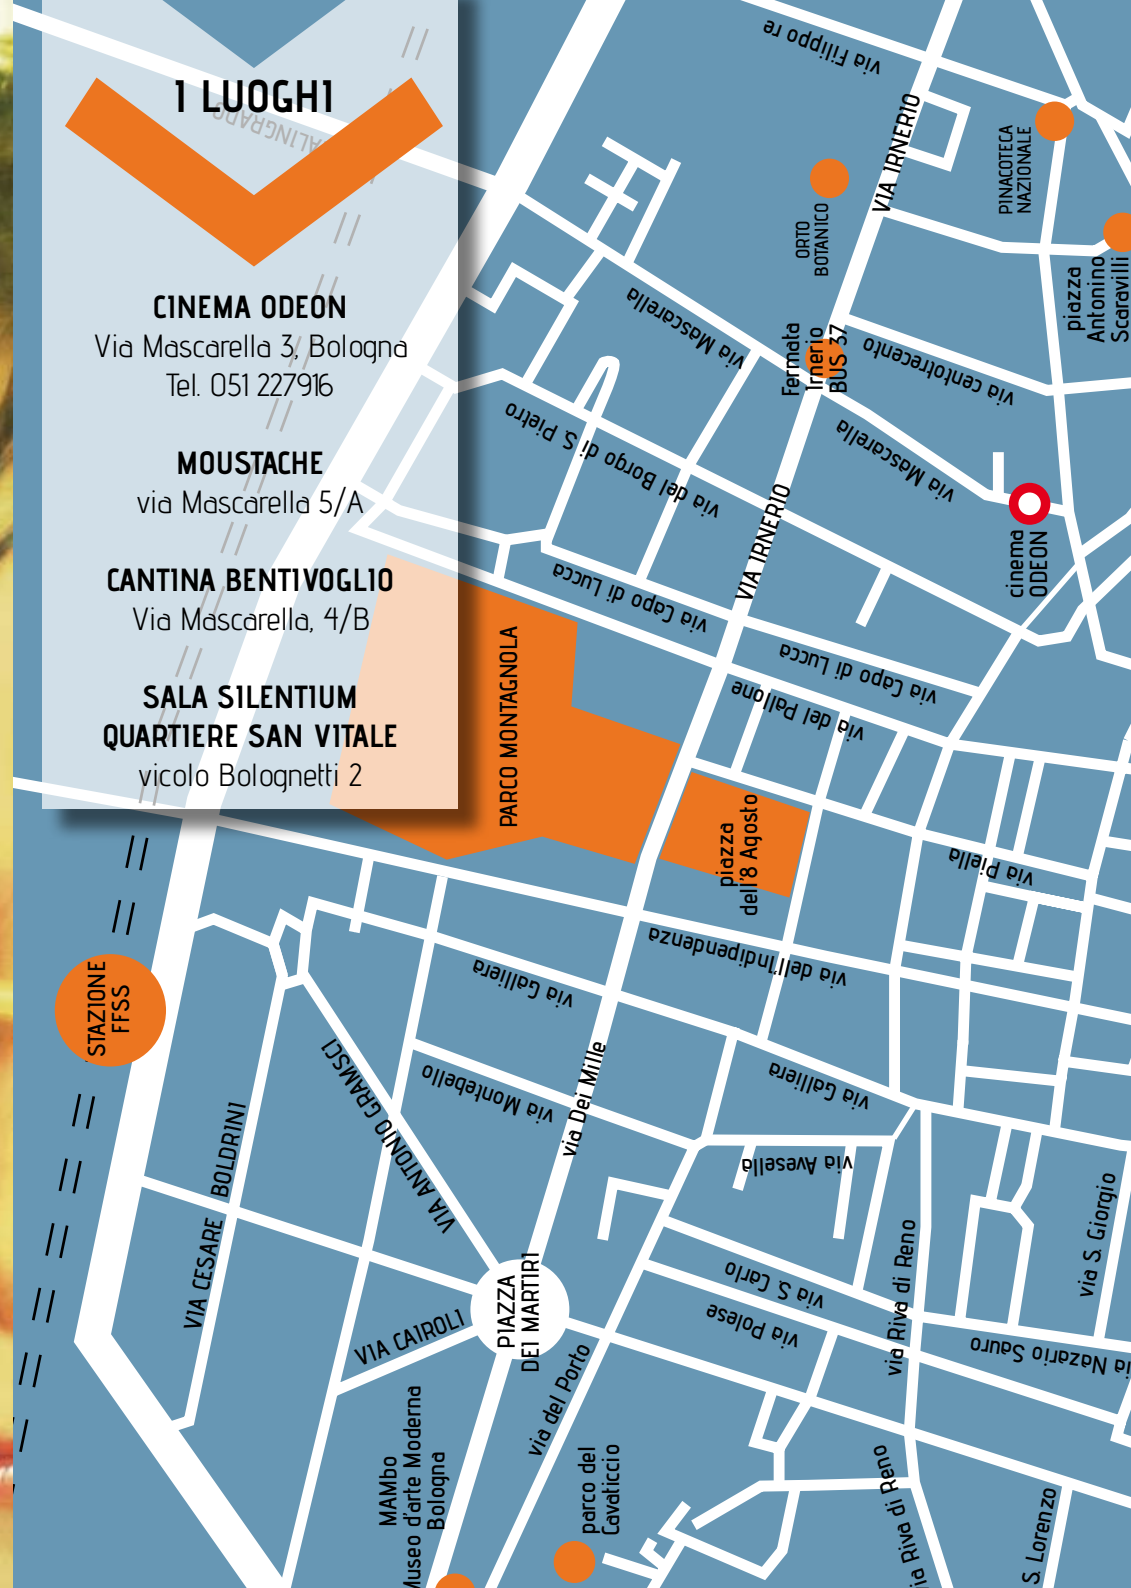 I LUOGHI
CINEMA ODEON
Via Mascarella 3, Bologna
Tel. 051 227916
MOUSTACHE
via Mascarella 5/A
CANTINA BENTIVOGLIO
Via Mascarella, 4/B
SALA SILENTIUM
QUARTIERE SAN VITALE
vicolo Bolognetti 2
via Filippo re
VIA IRNERIO
PINACOTECA
NAZIONALE
ORTO
BOTANICO
piazza
Antonino
Scaravilli
via Mascarella
Fermata
Irnerio
BUS 37
via centotrecento
via del Borgo di S. Pietro
via Mascarella
VIA IRNERIO
cinema
ODEON
via Capo di Lucca
via Capo di Lucca
PARCO MONTAGNOLA
via del Pallone
piazza
dell'8 Agosto
via Piella
via dell'Indipendenza
via Galliera
STAZIONE
FFSS
VIA ANTONIO GRAMSCI
via Montebello
via Dei Mille
via Galliera
VIA CESARE BOLDRINI
via Avesella
via S. Giorgio
via S. Carlo
via Riva di Reno
via Polese
PIAZZA
DEI MARTIRI
VIA CAIROLI
via del Porto
via Nazario Sauro
MAMbo
Museo d'arte Moderna
Bologna
parco del
Cavaticcio
via Riva di Reno
S. Lorenzo